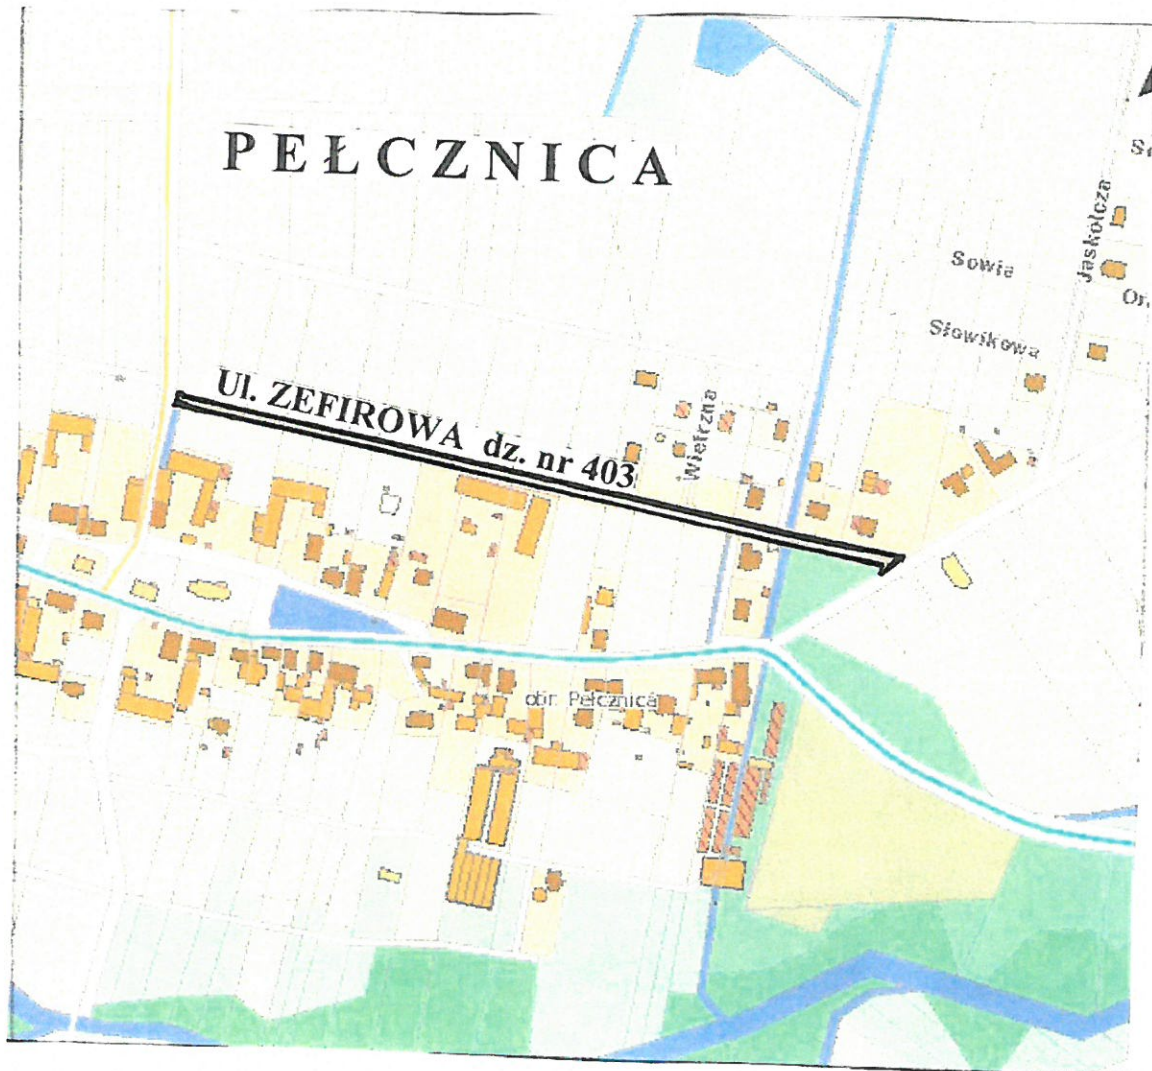 PEŁCZNICA
Jaskółcza
Sowia
Słowikowa
Ul. ZEFIROWA dz. nr 403
Wietrzna
obr. Pełcznica